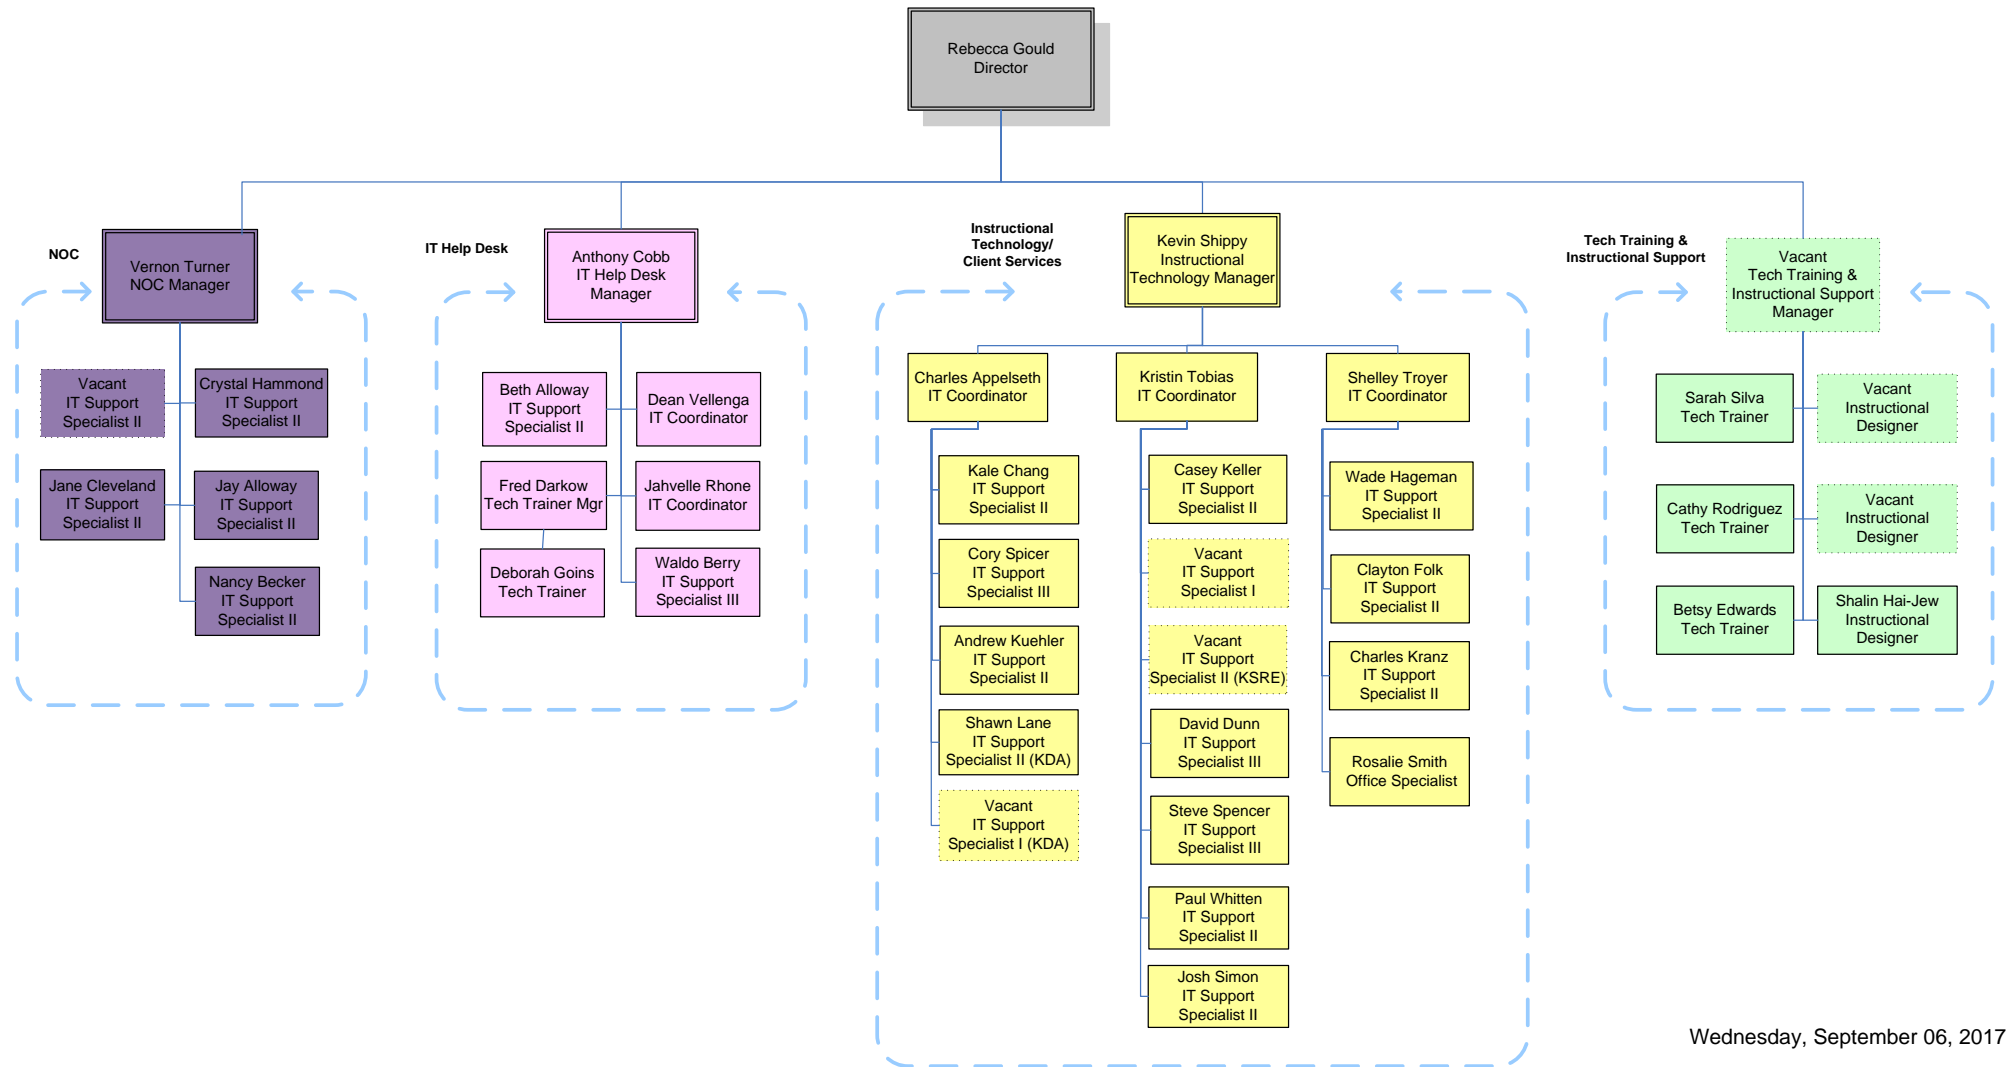 Rebecca Gould
Director
NOC
Vernon Turner
NOC Manager
Vacant
IT Support
Specialist II
Crystal Hammond
IT Support
Specialist II
Jane Cleveland
IT Support
Specialist II
Jay Alloway
IT Support
Specialist II
Nancy Becker
IT Support
Specialist II
IT Help Desk
Anthony Cobb
IT Help Desk
Manager
Beth Alloway
IT Support
Specialist II
Dean Vellenga
IT Coordinator
Fred Darkow
Tech Trainer Mgr
Jahvelle Rhone
IT Coordinator
Deborah Goins
Tech Trainer
Waldo Berry
IT Support
Specialist III
Instructional
Technology/
Client Services
Kevin Shippy
Instructional
Technology Manager
Charles Appelseth
IT Coordinator
Kale Chang
IT Support
Specialist II
Cory Spicer
IT Support
Specialist III
Andrew Kuehler
IT Support
Specialist II
Shawn Lane
IT Support
Specialist II (KDA)
Vacant
IT Support
Specialist I (KDA)
Kristin Tobias
IT Coordinator
Casey Keller
IT Support
Specialist II
Vacant
IT Support
Specialist I
Vacant
IT Support
Specialist II (KSRE)
David Dunn
IT Support
Specialist III
Steve Spencer
IT Support
Specialist III
Paul Whitten
IT Support
Specialist II
Josh Simon
IT Support
Specialist II
Shelley Troyer
IT Coordinator
Wade Hageman
IT Support
Specialist II
Clayton Folk
IT Support
Specialist II
Charles Kranz
IT Support
Specialist II
Rosalie Smith
Office Specialist
Tech Training &
Instructional Support
Vacant
Tech Training &
Instructional Support
Manager
Sarah Silva
Tech Trainer
Vacant
Instructional
Designer
Cathy Rodriguez
Tech Trainer
Vacant
Instructional
Designer
Betsy Edwards
Tech Trainer
Shalin Hai-Jew
Instructional
Designer
Wednesday, September 06, 2017